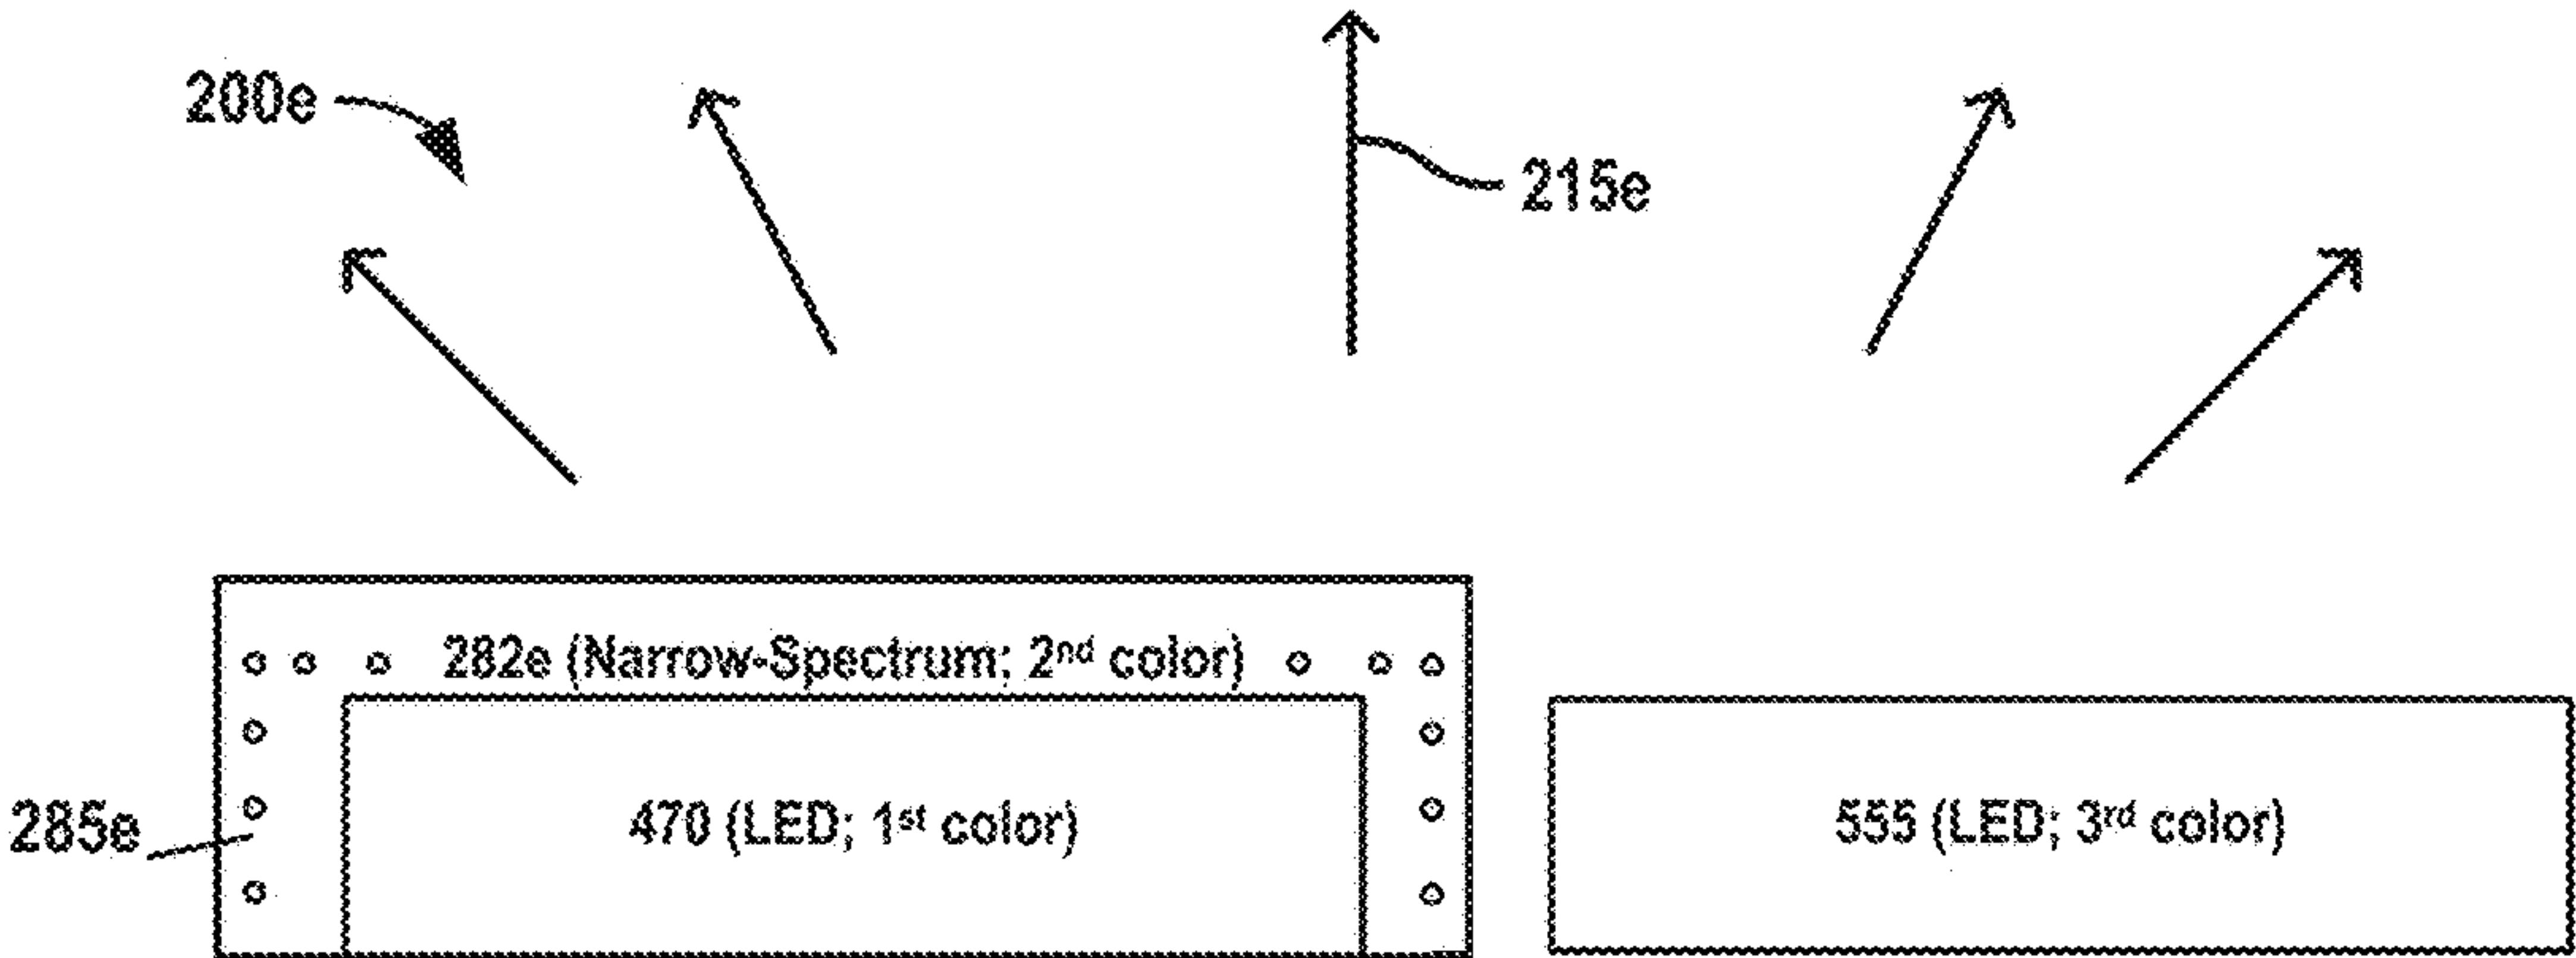 200e
215e
282e (Narrow-Spectrum; 2nd color)
470 (LED; 1st color)
555 (LED; 3rd color)
285e